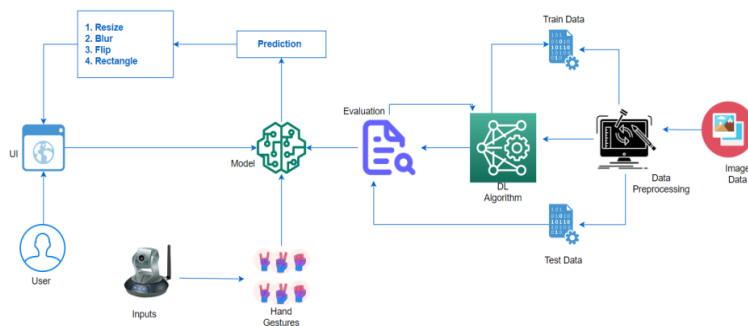 1. Resize
2. Blur
3. Flip
4. Rectangle
Prediction
Train Data
Evaluation
UI
Model
DL
Algorithm
Data
Preprocessing
Image
Data
User
Inputs
Hand
Gestures
Test Data